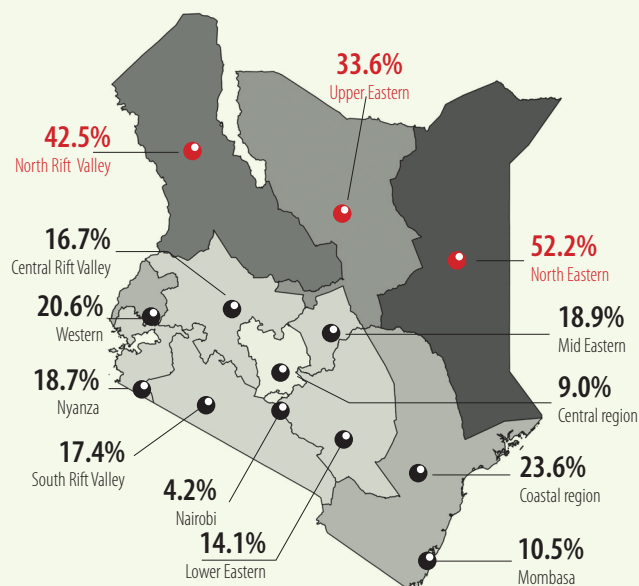 33.6%
Upper Eastern
42.5%
North Rift Valley
16.7%
Central Rift Valley
52.2%
North Eastern
20.6%
Western
18.9%
Mid Eastern
18.7%
Nyanza
9.0%
Central region
17.4%
South Rift Valley
23.6%
Coastal region
4.2%
Nairobi
14.1%
Lower Eastern
10.5%
Mombasa